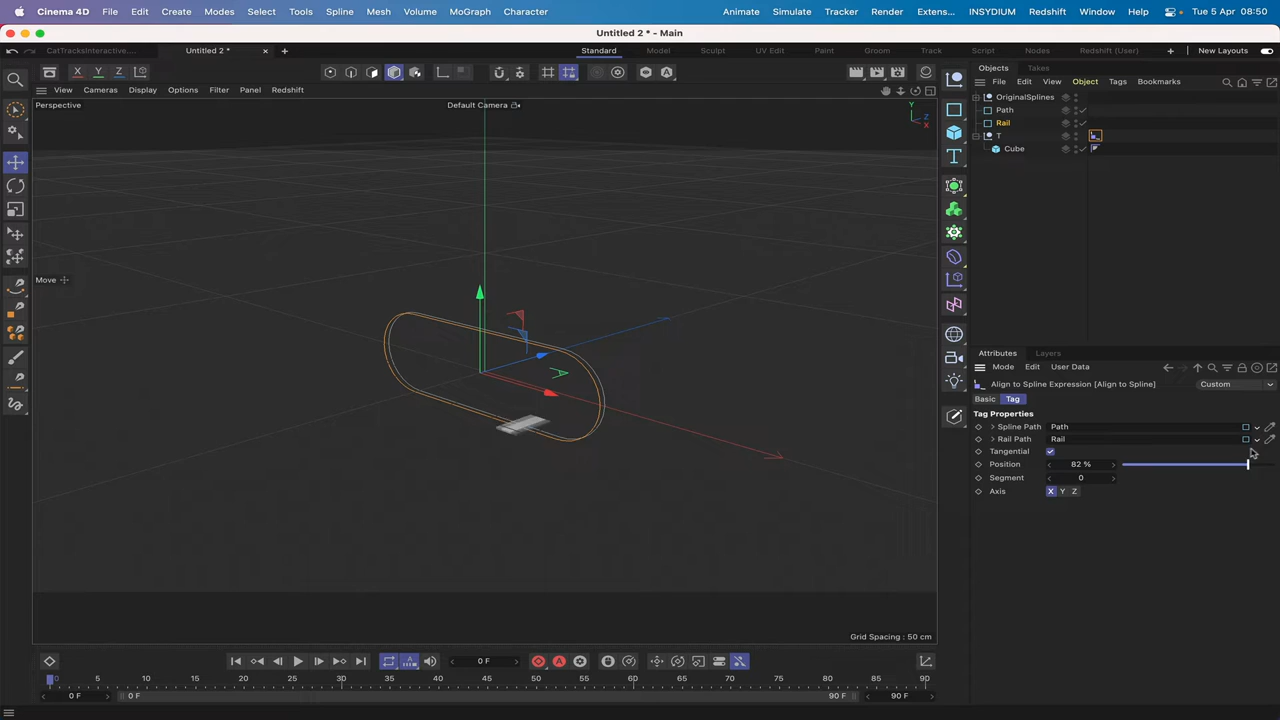 Cinema 4D File Edit Create Modes Select Tools Spline Mesh Volume MoGraph Character Animate Simulate Tracker Render Extens... INSYDIUM Redshift Window Help Tue 5 Apr 08:50
Untitled 2 * - Main
CatTracksInteractive... Untitled 2 * Standard Model Sculpt UV Edit Paint Groom Track Script Nodes Redshift (User) New Layouts
X Y Z
Objects Takes
View Cameras Display Options Filter Panel Redshift
File Edit View Object Tags Bookmarks
Perspective Default Camera
OriginalSplines
Path
Rail
T
Cube
Y
Z
X
Move
Attributes Layers
Mode Edit User Data
Align to Spline Expression [Align to Spline] Custom
Basic Tag
Tag Properties
Spline Path Path
Rail Path Rail
Tangential
Position 82 %
Segment 0
Axis X Y Z
Grid Spacing : 50 cm
0 F
0 5 10 15 20 25 30 35 40 45 50 55 60 65 70 75 80 85 90
0 F 0 F 90 F 90 F